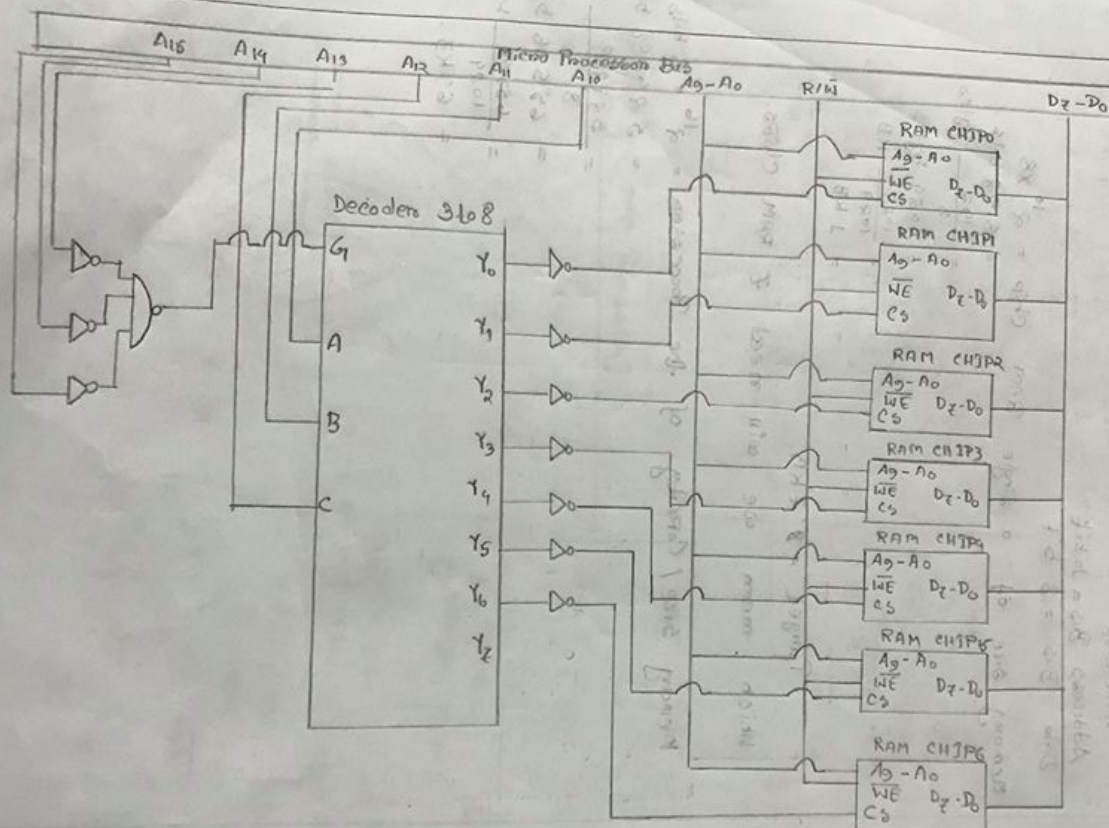 Micro Processor Bus
A15 A14 A13 A12 A11 A10 A9-A0 R/W̅ D7-D0
Decoder 3 to 8
G
A
B
C
Y0
Y1
Y2
Y3
Y4
Y5
Y6
Y7
RAM CHIP0
A9-A0
W̅E̅ D7-D0
CS
RAM CHIP1
A9-A0
W̅E̅ D7-D0
CS
RAM CHIP2
A9-A0
W̅E̅ D7-D0
CS
RAM CHIP3
A9-A0
W̅E̅ D7-D0
CS
RAM CHIP4
A9-A0
W̅E̅ D7-D0
CS
RAM CHIP5
A9-A0
W̅E̅ D7-D0
CS
RAM CHIP6
A9-A0
W̅E̅ D7-D0
CS